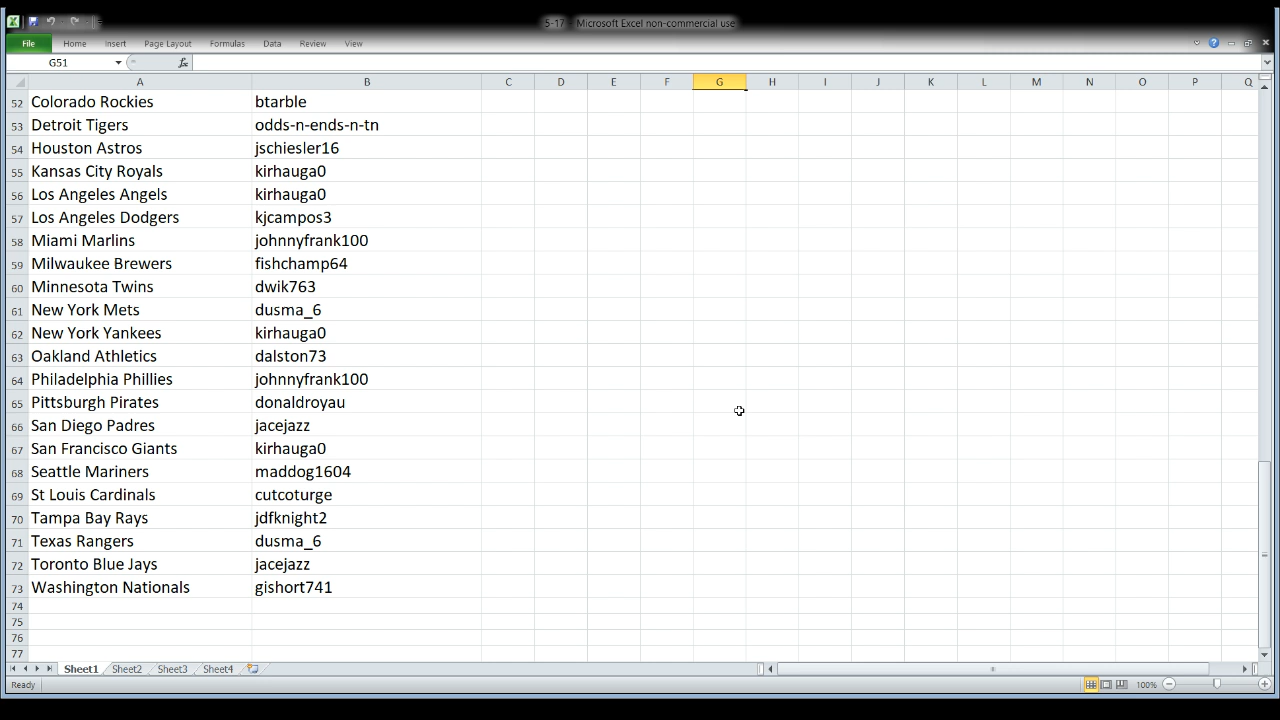 5-17 - Microsoft Excel non-commercial use
File Home Insert Page Layout Formulas Data Review View
G51 fx
A B C D E F G H I J K L M N O P Q
52 Colorado Rockies btarble
53 Detroit Tigers odds-n-ends-n-tn
54 Houston Astros jschiesler16
55 Kansas City Royals kirhauga0
56 Los Angeles Angels kirhauga0
57 Los Angeles Dodgers kjcampos3
58 Miami Marlins johnnyfrank100
59 Milwaukee Brewers fishchamp64
60 Minnesota Twins dwik763
61 New York Mets dusma_6
62 New York Yankees kirhauga0
63 Oakland Athletics dalston73
64 Philadelphia Phillies johnnyfrank100
65 Pittsburgh Pirates donaldroyau
66 San Diego Padres jacejazz
67 San Francisco Giants kirhauga0
68 Seattle Mariners maddog1604
69 St Louis Cardinals cutcoturge
70 Tampa Bay Rays jdfknight2
71 Texas Rangers dusma_6
72 Toronto Blue Jays jacejazz
73 Washington Nationals gishort741
74
75
76
77
Sheet1 Sheet2 Sheet3 Sheet4
Ready 100%